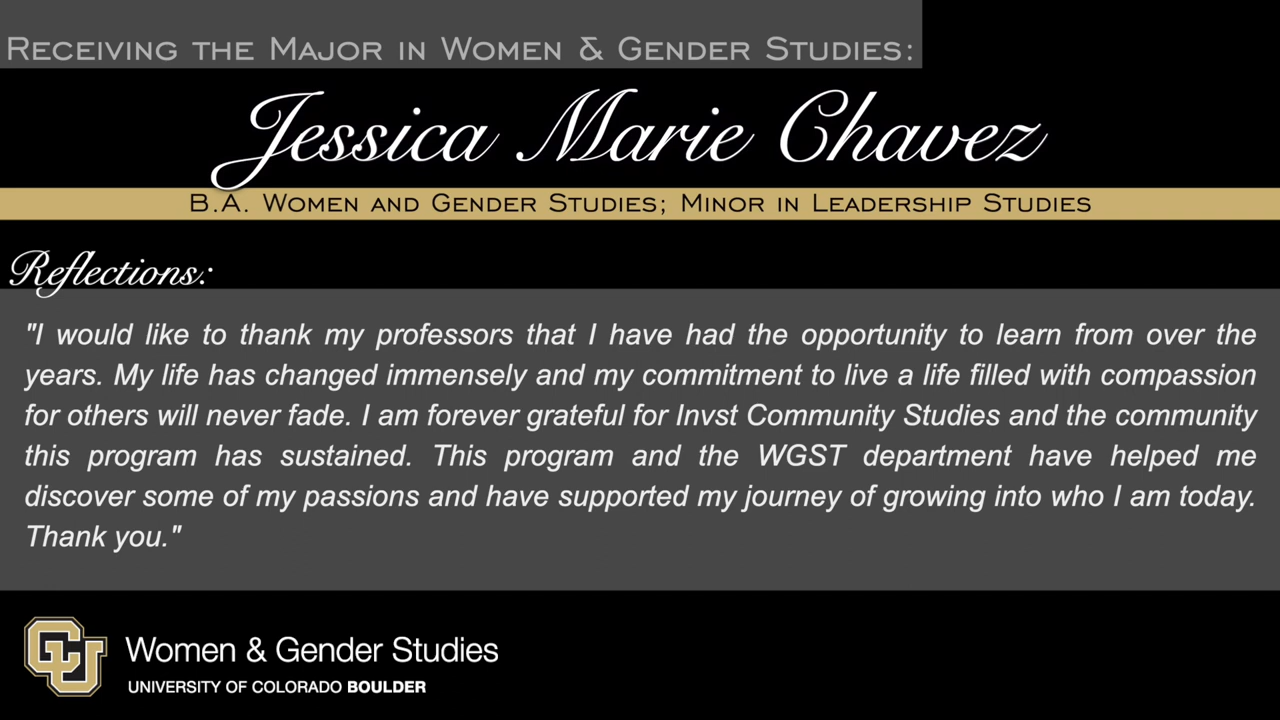 RECEIVING THE MAJOR IN WOMEN & GENDER STUDIES:
Jessica Marie Chavez
B.A. WOMEN AND GENDER STUDIES; MINOR IN LEADERSHIP STUDIES
Reflections:
"I would like to thank my professors that I have had the opportunity to learn from over the
years. My life has changed immensely and my commitment to live a life filled with compassion
for others will never fade. I am forever grateful for Invst Community Studies and the community
this program has sustained. This program and the WGST department have helped me
discover some of my passions and have supported my journey of growing into who I am today.
Thank you."
CU
Women & Gender Studies
UNIVERSITY OF COLORADO BOULDER